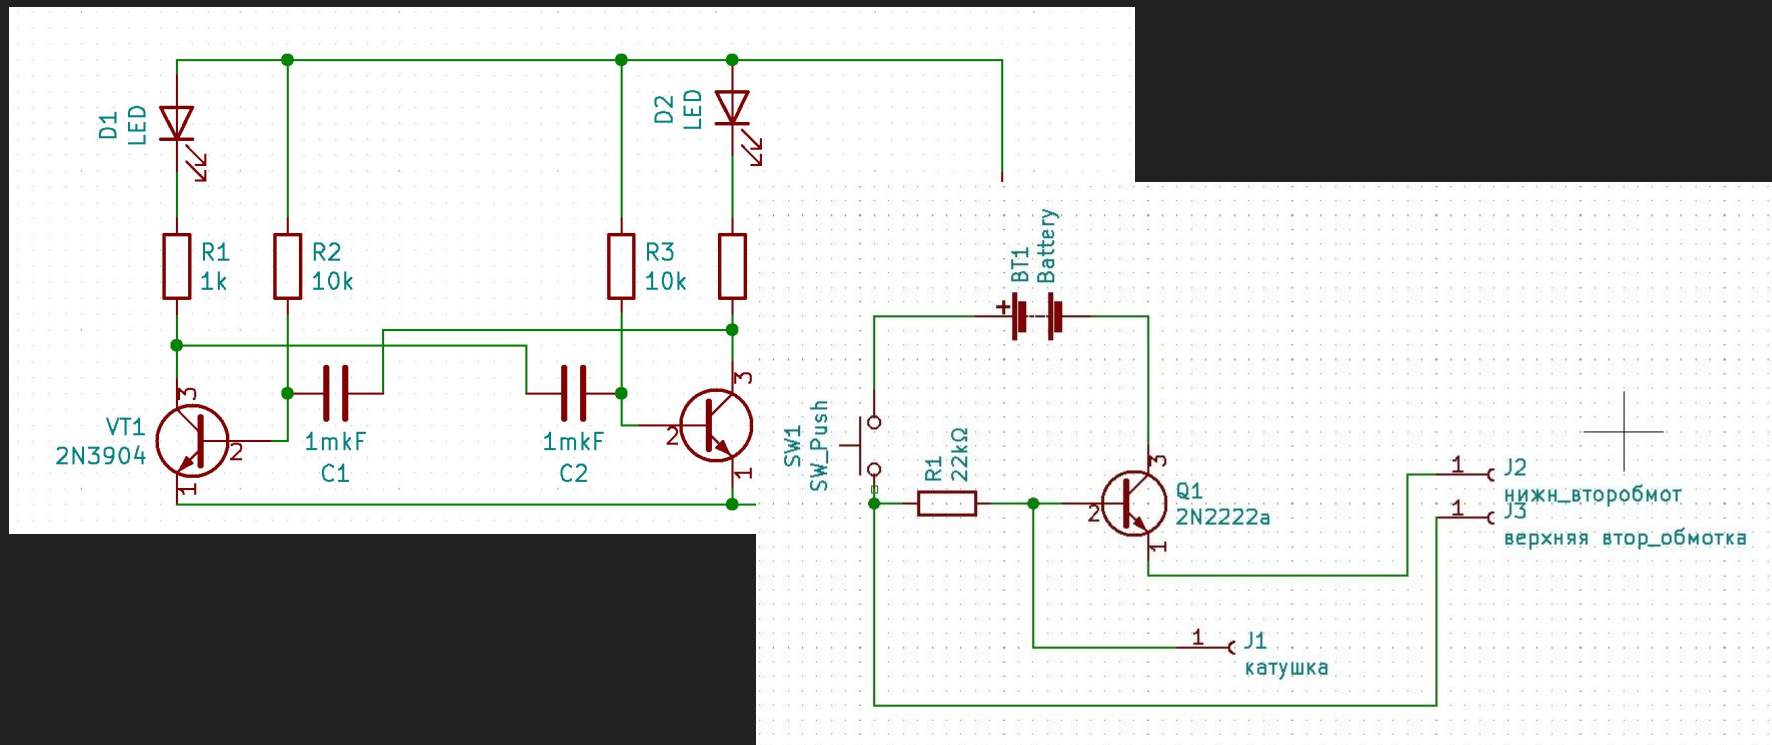 D1
LED
D2
LED
R1
1k
R2
10k
R3
10k
3
3
VT1
2N3904
2
1
1mkF
C1
1mkF
C2
2
1
BT1
Battery
+
SW1
SW_Push
R1
22kΩ
3
Q1
2N2222a
2
1
1
J2
нижн_второбмот
1
J3
верхняя втор_обмотка
1
J1
катушка